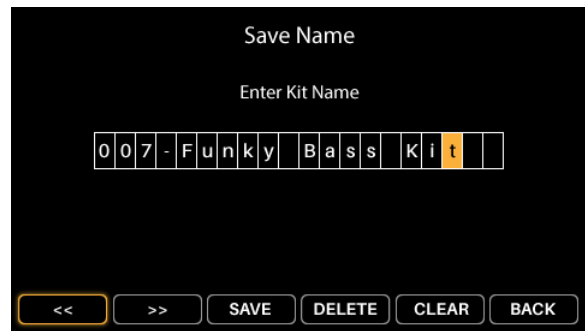 Save Name
Enter Kit Name
007-Funky Bass Kit
<< >> SAVE DELETE CLEAR BACK